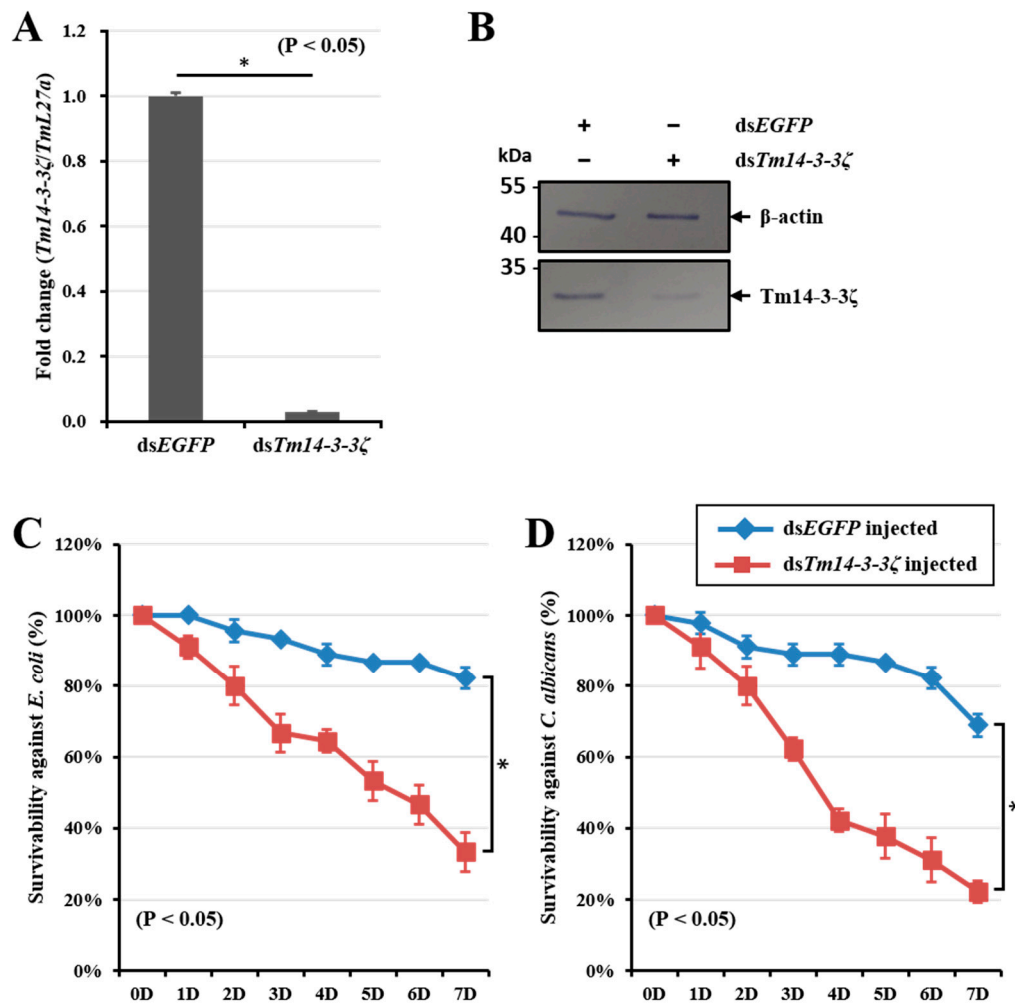 A
1.2
1.0
0.8
0.6
0.4
0.2
0.0
Fold change (Tm14-3-3ζ/TmL27a)
(P < 0.05)
*
dsEGFP dsTm14-3-3ζ
B
+ − dsEGFP
− + dsTm14-3-3ζ
kDa
55
40
β-actin
35
Tm14-3-3ζ
C
120%
100%
80%
60%
40%
20%
0%
Survivability against E. coli (%)
*
(P < 0.05)
0D 1D 2D 3D 4D 5D 6D 7D
D
dsEGFP injected
dsTm14-3-3ζ injected
120%
100%
80%
60%
40%
20%
0%
Survivability against C. albicans (%)
*
(P < 0.05)
0D 1D 2D 3D 4D 5D 6D 7D